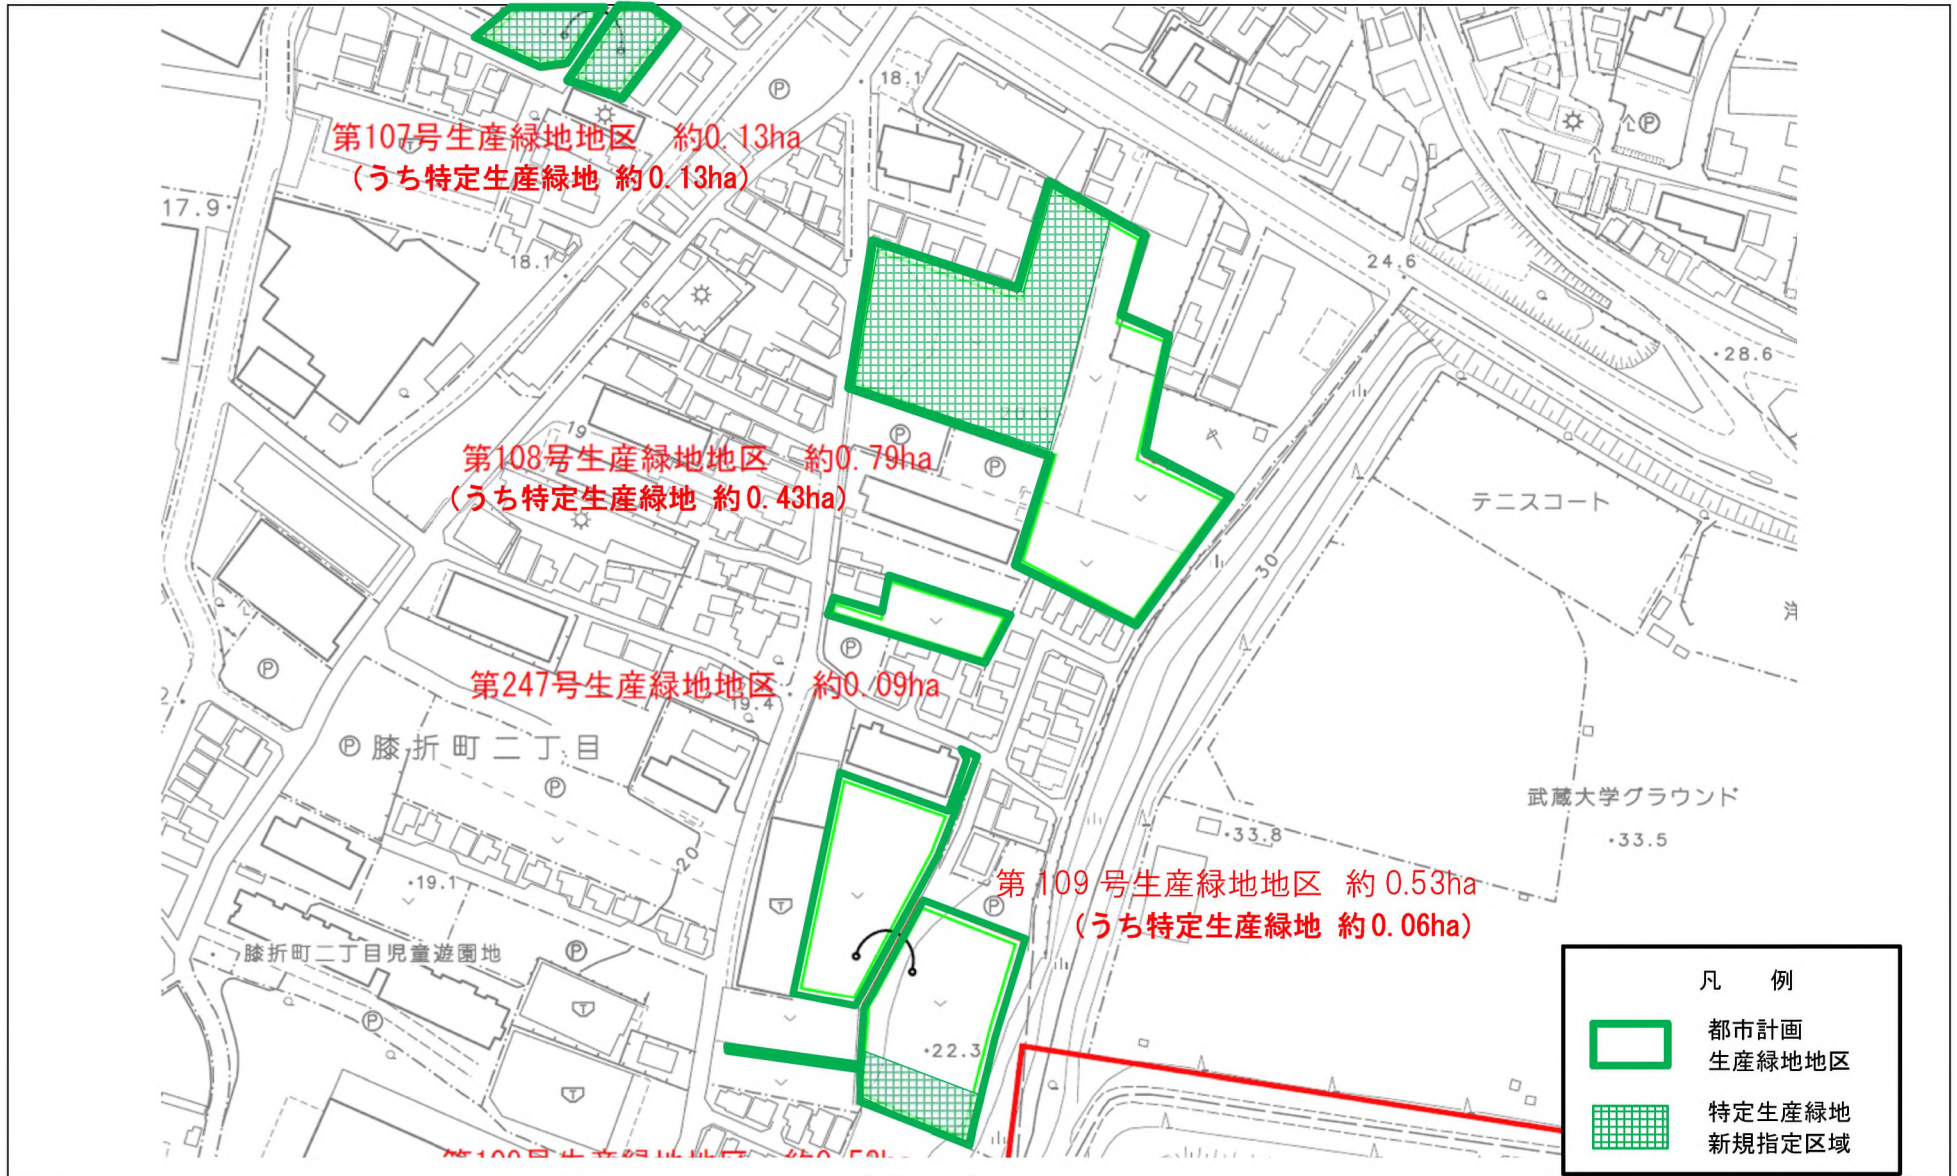 18.1
第107号生産緑地地区　約0.13ha
(うち特定生産緑地 約0.13ha)
17.9
18.1
24.6
28.6
19
第108号生産緑地地区　約0.79ha
(うち特定生産緑地 約0.43ha)
テニスコート
30
洋
第247号生産緑地地区　約0.09ha
19.4
Ⓟ 膝折町二丁目
武蔵大学グラウンド
33.8
33.5
20
19.1
第 109 号生産緑地地区 約 0.53ha
(うち特定生産緑地 約0.06ha)
膝折町二丁目児童遊園地
22.3
凡　例
都市計画
生産緑地地区
特定生産緑地
新規指定区域